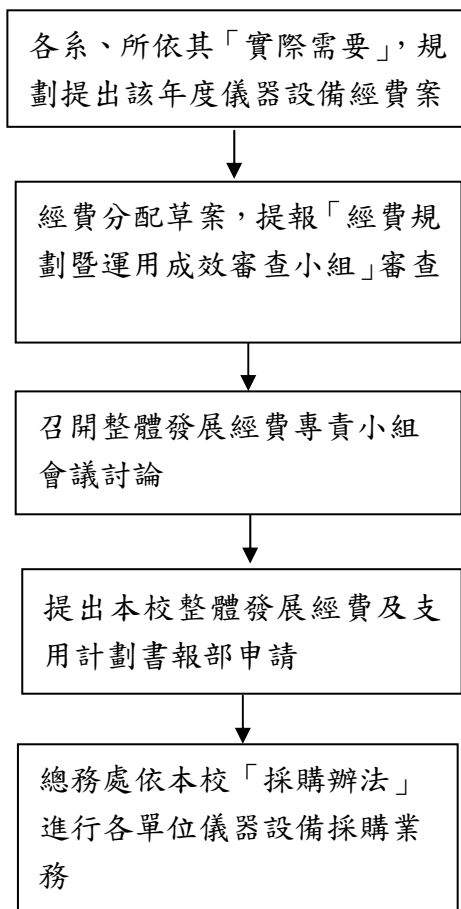 各系、所依其「實際需要」，規
劃提出該年度儀器設備經費案
經費分配草案，提報「經費規
劃暨運用成效審查小組」審查
召開整體發展經費專責小組
會議討論
提出本校整體發展經費及支
用計劃書報部申請
總務處依本校「採購辦法」
進行各單位儀器設備採購業
務